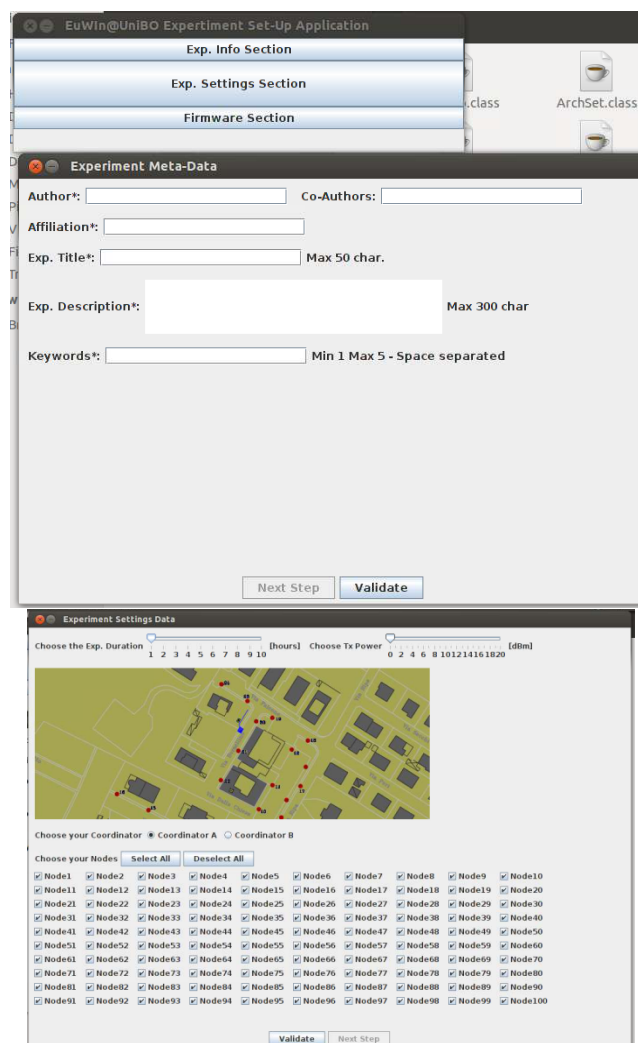 EuWIn@UniBO Expertiment Set-Up Application
Exp. Info Section
Exp. Settings Section
Firmware Section
.class
ArchSet.class
Experiment Meta-Data
Author*: Co-Authors:
Affiliation*:
Exp. Title*: Max 50 char.
Exp. Description*: Max 300 char
Keywords*: Min 1 Max 5 - Space separated
Next Step Validate
Experiment Settings Data
Choose the Exp. Duration 1 2 3 4 5 6 7 8 9 10 [hours] Choose Tx Power 0 2 4 6 8 10 12 14 16 18 20 [dBm]
Choose your Coordinator Coordinator A Coordinator B
Choose your Nodes Select All Deselect All
Node1 Node2 Node3 Node4 Node5 Node6 Node7 Node8 Node9 Node10
Node11 Node12 Node13 Node14 Node15 Node16 Node17 Node18 Node19 Node20
Node21 Node22 Node23 Node24 Node25 Node26 Node27 Node28 Node29 Node30
Node31 Node32 Node33 Node34 Node35 Node36 Node37 Node38 Node39 Node40
Node41 Node42 Node43 Node44 Node45 Node46 Node47 Node48 Node49 Node50
Node51 Node52 Node53 Node54 Node55 Node56 Node57 Node58 Node59 Node60
Node61 Node62 Node63 Node64 Node65 Node66 Node67 Node68 Node69 Node70
Node71 Node72 Node73 Node74 Node75 Node76 Node77 Node78 Node79 Node80
Node81 Node82 Node83 Node84 Node85 Node86 Node87 Node88 Node89 Node90
Node91 Node92 Node93 Node94 Node95 Node96 Node97 Node98 Node99 Node100
Validate Next Step